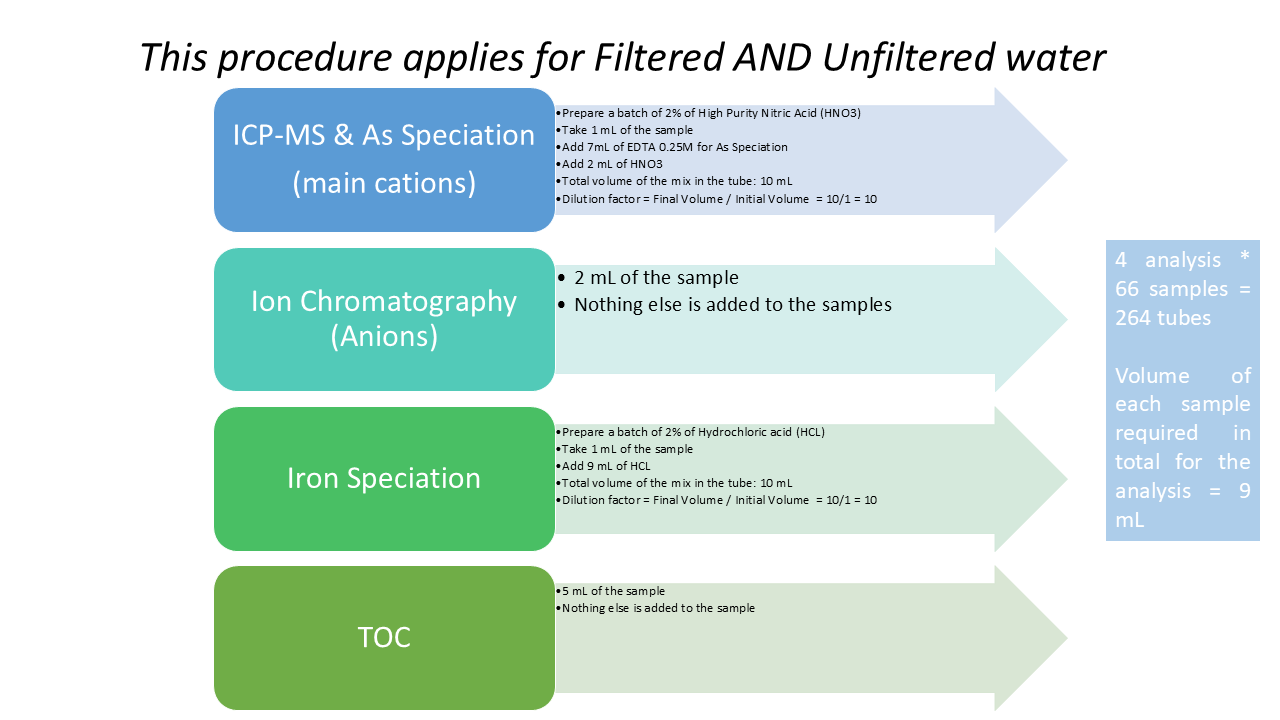 This procedure applies for Filtered AND Unfiltered water
ICP-MS & As Speciation
(main cations)
•Prepare a batch of 2% of High Purity Nitric Acid (HNO3)
•Take 1 mL of the sample
•Add 7mL of EDTA 0.25M for As Speciation
•Add 2 mL of HNO3
•Total volume of the mix in the tube: 10 mL
•Dilution factor = Final Volume / Initial Volume = 10/1 = 10
Ion Chromatography
(Anions)
• 2 mL of the sample
• Nothing else is added to the samples
Iron Speciation
•Prepare a batch of 2% of Hydrochloric acid (HCL)
•Take 1 mL of the sample
•Add 9 mL of HCL
•Total volume of the mix in the tube: 10 mL
•Dilution factor = Final Volume / Initial Volume = 10/1 = 10
TOC
•5 mL of the sample
•Nothing else is added to the sample
4 analysis *
66 samples =
264 tubes
Volume of
each sample
required in
total for the
analysis = 9
mL